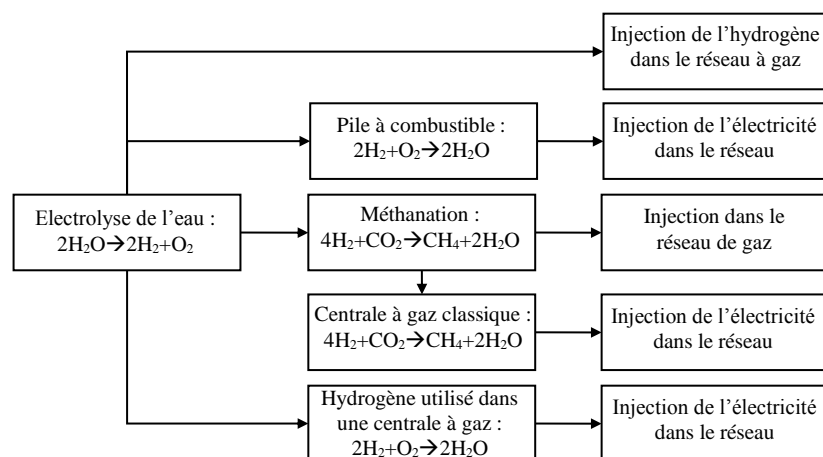 Injection de l’hydrogène
dans le réseau à gaz
Pile à combustible :
2H₂+O₂→2H₂O
Injection de l’électricité
dans le réseau
Electrolyse de l’eau :
2H₂O→2H₂+O₂
Méthanation :
4H₂+CO₂→CH₄+2H₂O
Injection dans le
réseau de gaz
Centrale à gaz classique :
4H₂+CO₂→CH₄+2H₂O
Injection de l’électricité
dans le réseau
Hydrogène utilisé dans
une centrale à gaz :
2H₂+O₂→2H₂O
Injection de l’électricité
dans le réseau